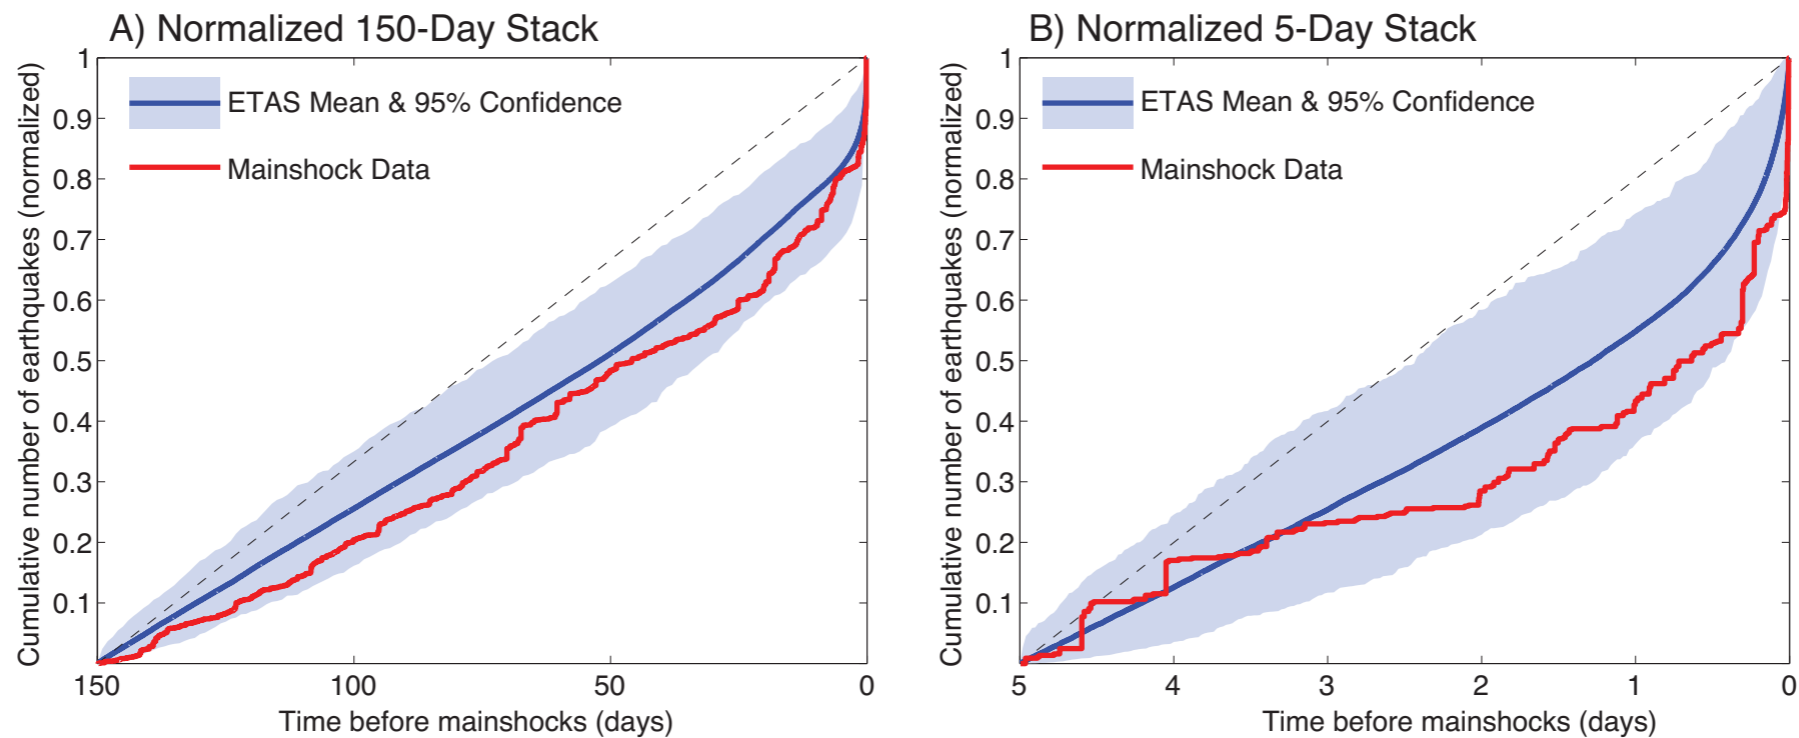 A) Normalized 150-Day Stack
Cumulative number of earthquakes (normalized)
1
0.9
0.8
0.7
0.6
0.5
0.4
0.3
0.2
0.1
ETAS Mean & 95% Confidence
Mainshock Data
150 100 50 0
Time before mainshocks (days)
B) Normalized 5-Day Stack
Cumulative number of earthquakes (normalized)
1
0.9
0.8
0.7
0.6
0.5
0.4
0.3
0.2
0.1
ETAS Mean & 95% Confidence
Mainshock Data
5 4 3 2 1 0
Time before mainshocks (days)